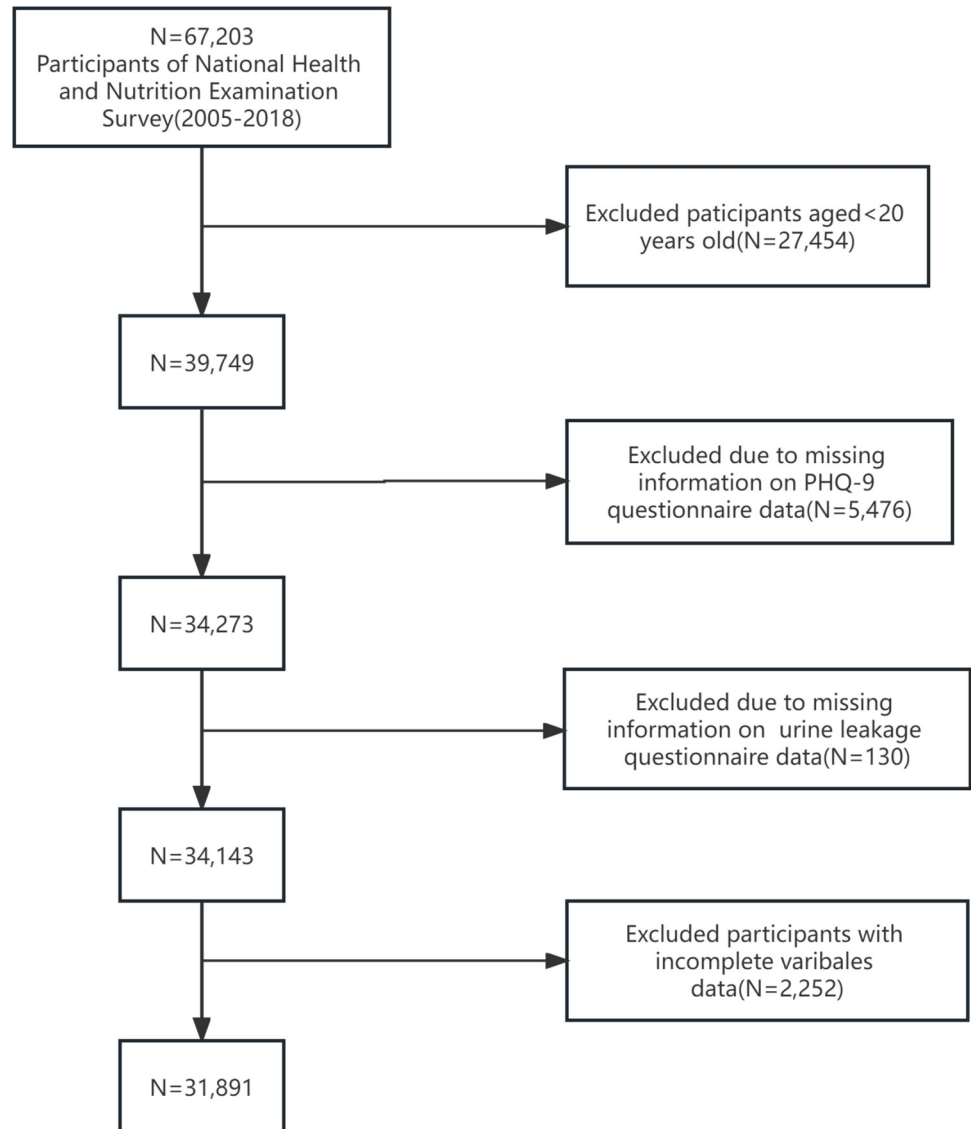 N=67,203
Participants of National Health
and Nutrition Examination
Survey(2005-2018)
Excluded paticipants aged<20
years old(N=27,454)
N=39,749
Excluded due to missing
information on PHQ-9
questionnaire data(N=5,476)
N=34,273
Excluded due to missing
information on  urine leakage
questionnaire data(N=130)
N=34,143
Excluded participants with
incomplete varibales
data(N=2,252)
N=31,891